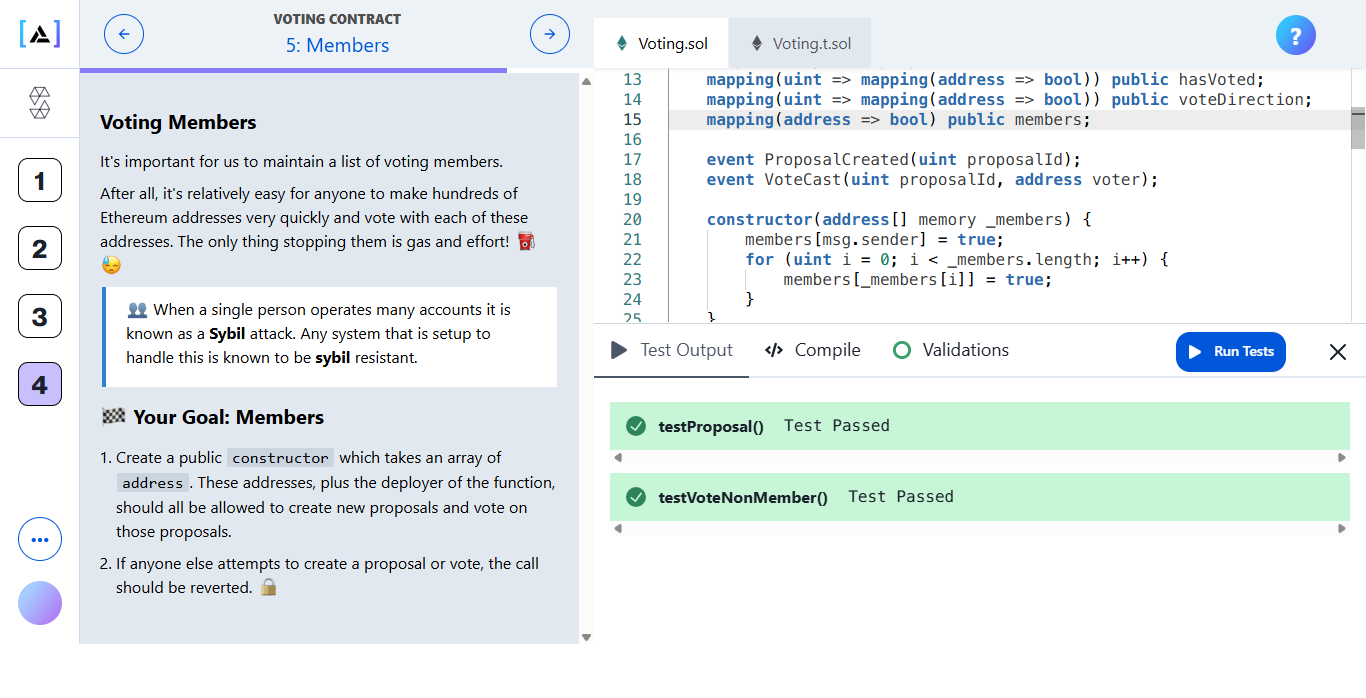 VOTING CONTRACT
5: Members
1
2
3
4
Voting Members
It's important for us to maintain a list of voting members.
After all, it's relatively easy for anyone to make hundreds of
Ethereum addresses very quickly and vote with each of these
addresses. The only thing stopping them is gas and effort! ⛽
😓
👥 When a single person operates many accounts it is
known as a Sybil attack. Any system that is setup to
handle this is known to be sybil resistant.
🏁 Your Goal: Members
1. Create a public constructor which takes an array of
address . These addresses, plus the deployer of the function,
should all be allowed to create new proposals and vote on
those proposals.
2. If anyone else attempts to create a proposal or vote, the call
should be reverted. 🔒
Voting.sol
Voting.t.sol
?
13 mapping(uint => mapping(address => bool)) public hasVoted;
14 mapping(uint => mapping(address => bool)) public voteDirection;
15 mapping(address => bool) public members;
16
17 event ProposalCreated(uint proposalId);
18 event VoteCast(uint proposalId, address voter);
19
20 constructor(address[] memory _members) {
21 members[msg.sender] = true;
22 for (uint i = 0; i < _members.length; i++) {
23 members[_members[i]] = true;
24 }
25 }
Test Output
Compile
Validations
Run Tests
testProposal() Test Passed
testVoteNonMember() Test Passed